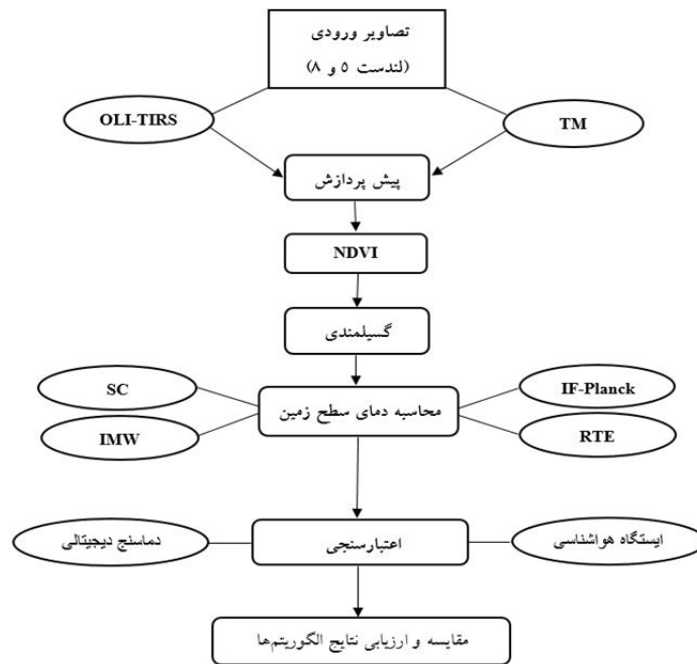 تصاویر ورودی
(لندست ۵ و ۸)
OLI-TIRS
TM
پیش پردازش
NDVI
گسیلمندی
SC
IF-Planck
محاسبه دمای سطح زمین
IMW
RTE
دماسنج دیجیتالی
اعتبارسنجی
ایستگاه هواشناسی
مقایسه و ارزیابی نتایج الگوریتم‌ها